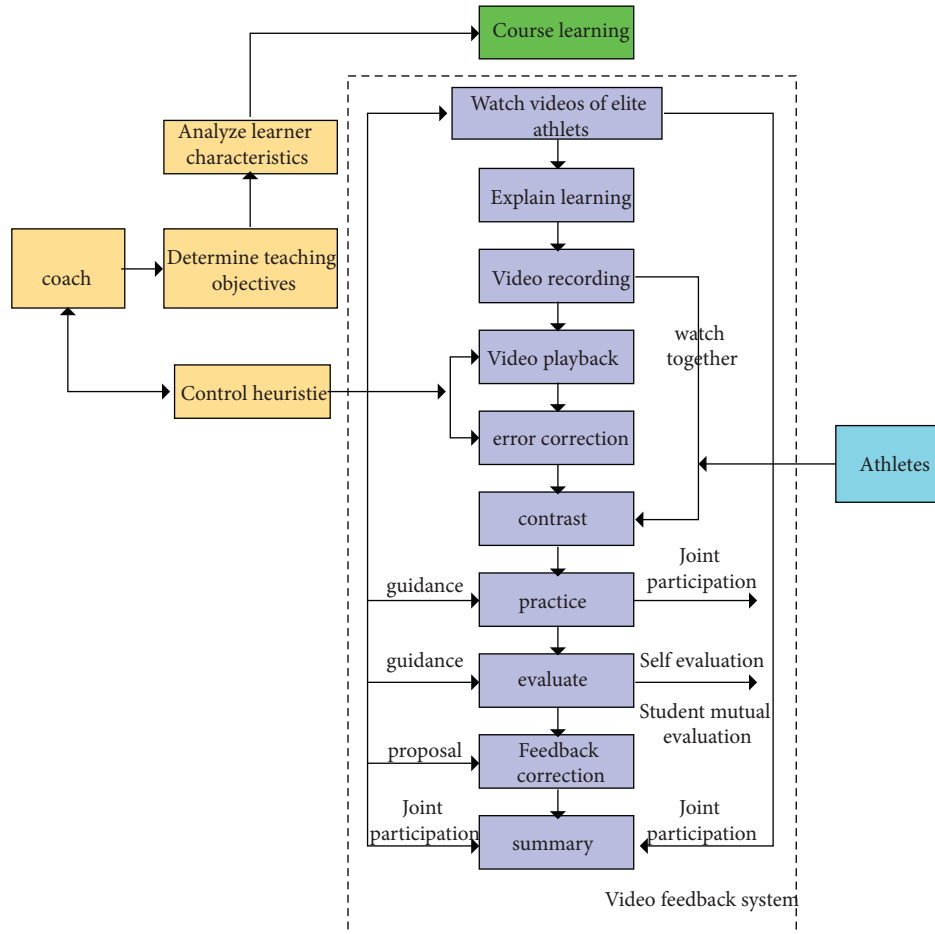 Course learning
Watch videos of elite
athlets
Analyze learner
characteristics
Explain learning
coach
Determine teaching
objectives
Video recording
watch
together
Video playback
Control heuristie
error correction
Athletes
contrast
Joint
participation
guidance
practice
guidance
evaluate
Self evaluation
Student mutual
evaluation
proposal
Feedback
correction
Joint
participation
summary
Joint
participation
Video feedback system